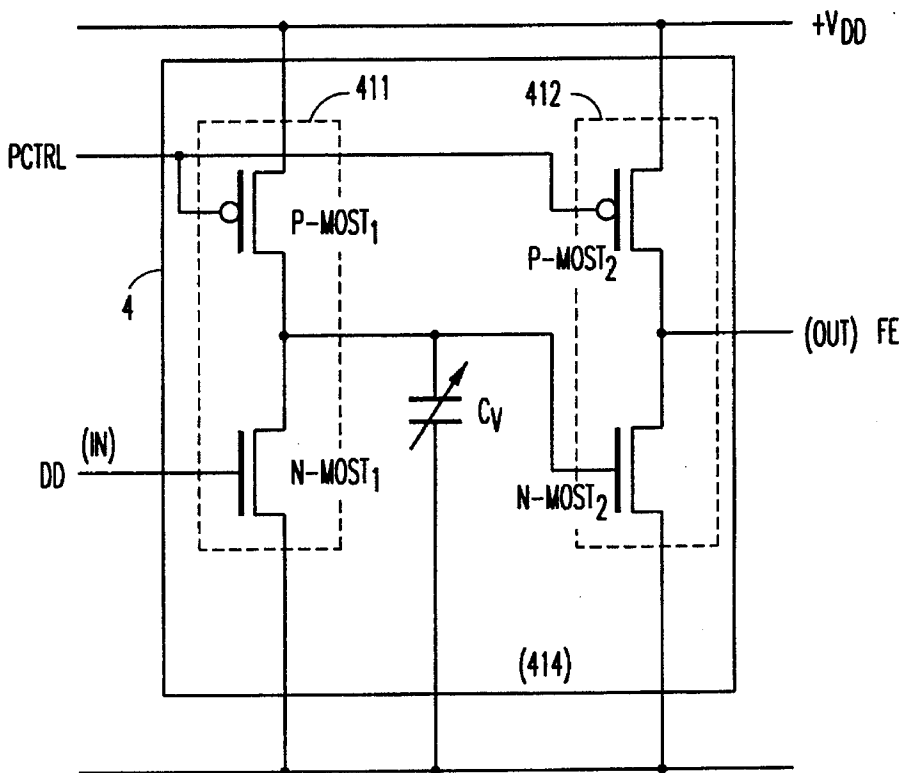 +VDD
411
412
PCTRL
P-MOST1
P-MOST2
4
(OUT) FE
CV
(IN)
DD
N-MOST1
N-MOST2
(414)